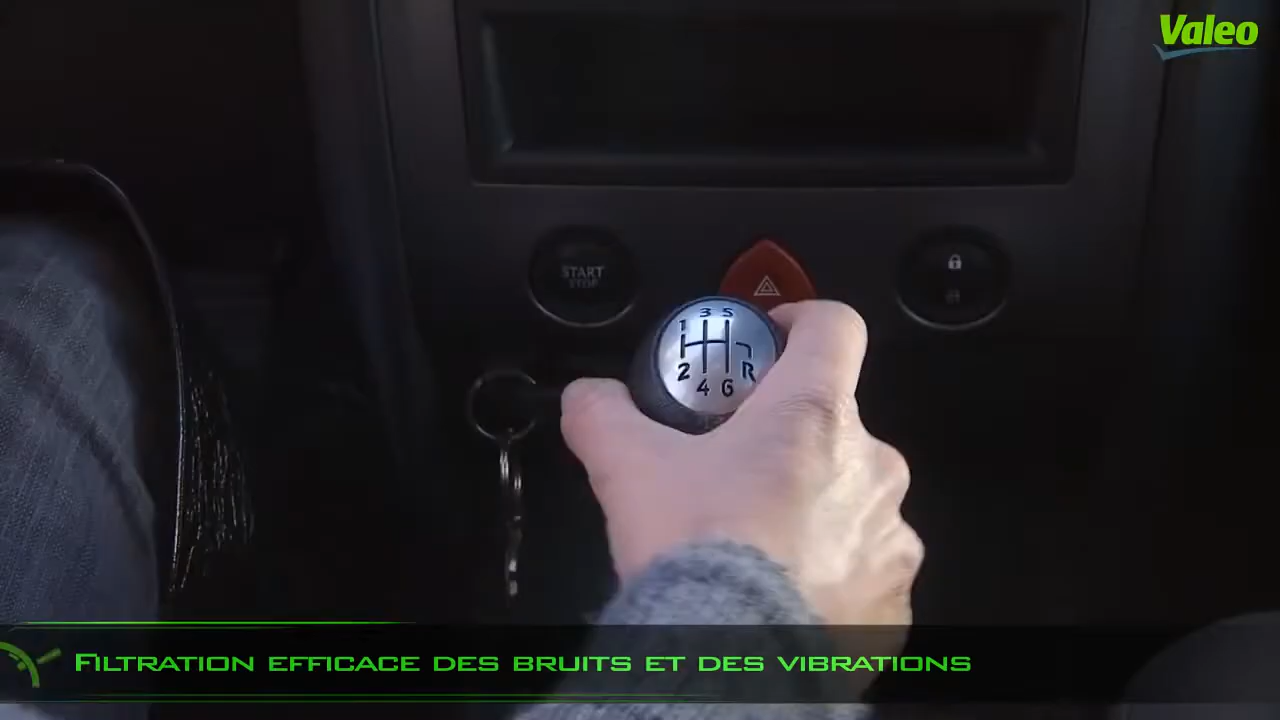 Valeo
START
STOP
3 5
1
2 R
4 6
FILTRATION EFFICACE DES BRUITS ET DES VIBRATIONS